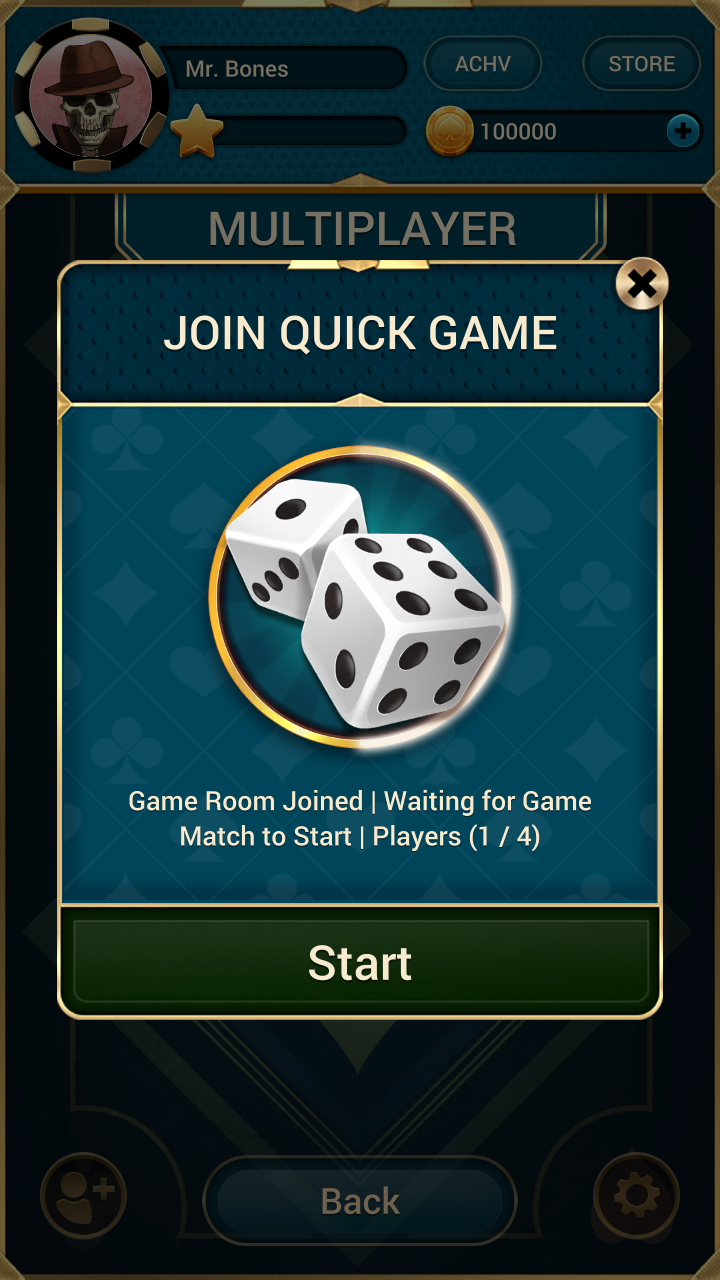 Mr. Bones
ACHV
STORE
100000
MULTIPLAYER
JOIN QUICK GAME
Game Room Joined | Waiting for Game
Match to Start | Players (1 / 4)
Start
Back